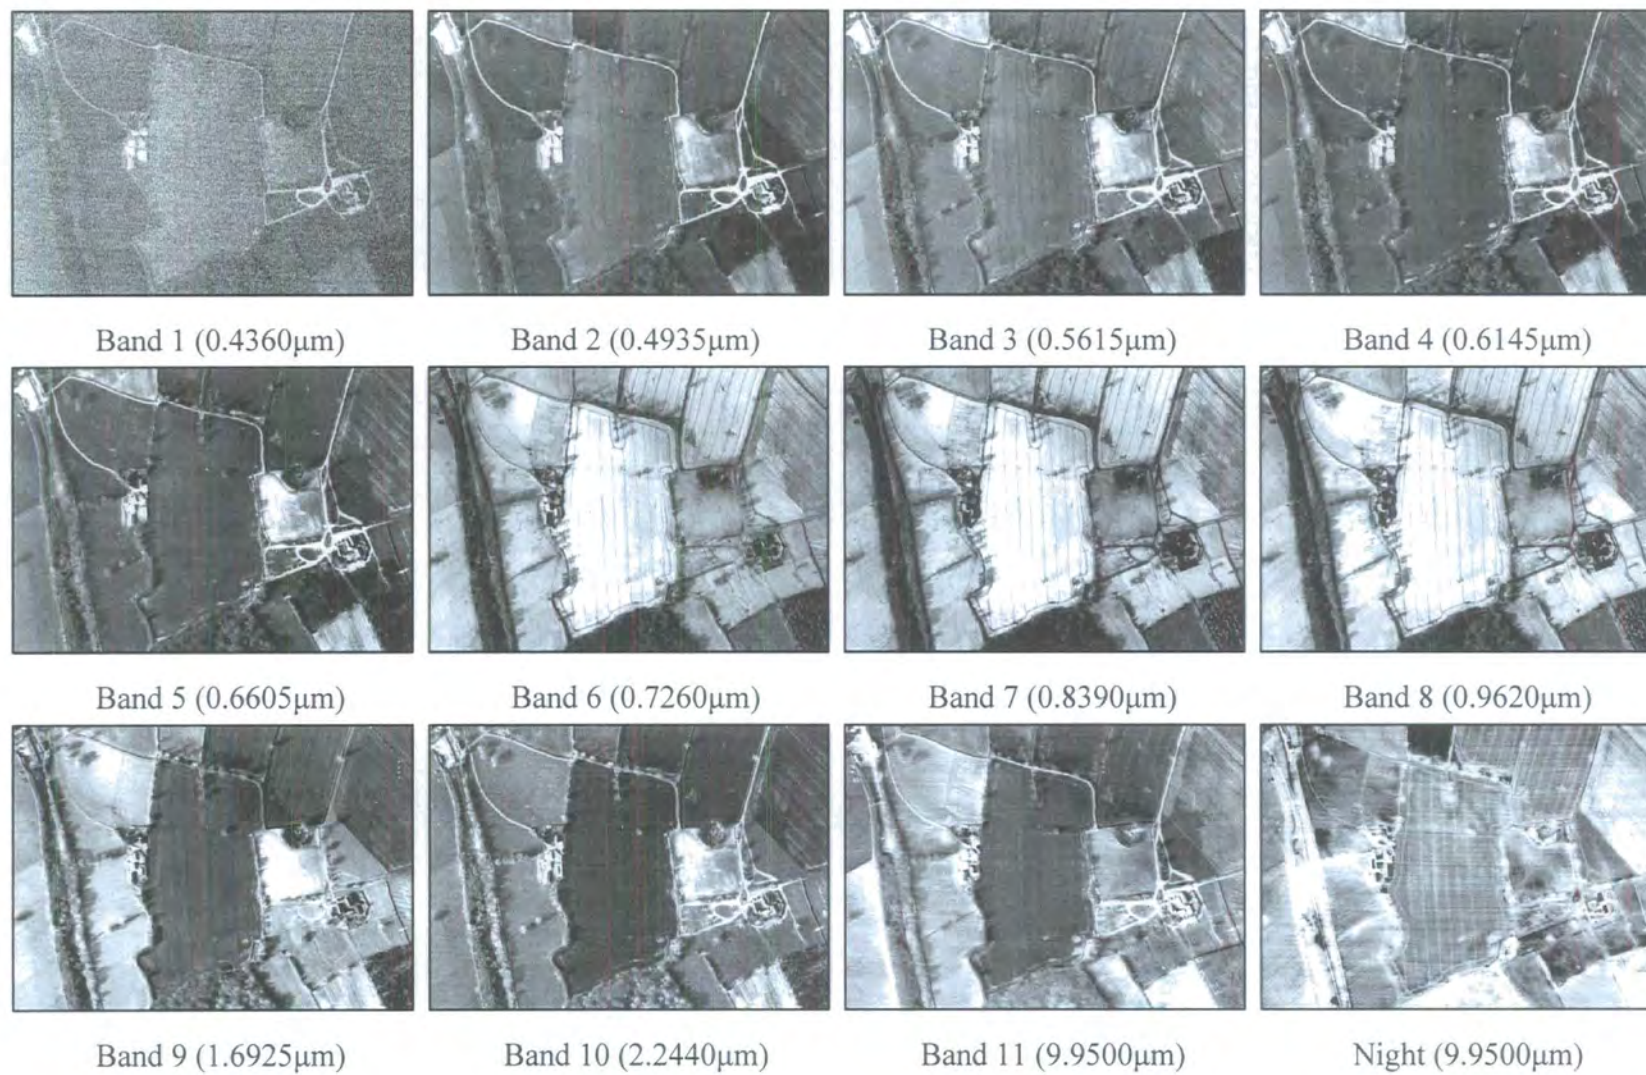 Band 1 (0.4360μm)
Band 2 (0.4935μm)
Band 3 (0.5615μm)
Band 4 (0.6145μm)
Band 5 (0.6605μm)
Band 6 (0.7260μm)
Band 7 (0.8390μm)
Band 8 (0.9620μm)
Band 9 (1.6925μm)
Band 10 (2.2440μm)
Band 11 (9.9500μm)
Night (9.9500μm)